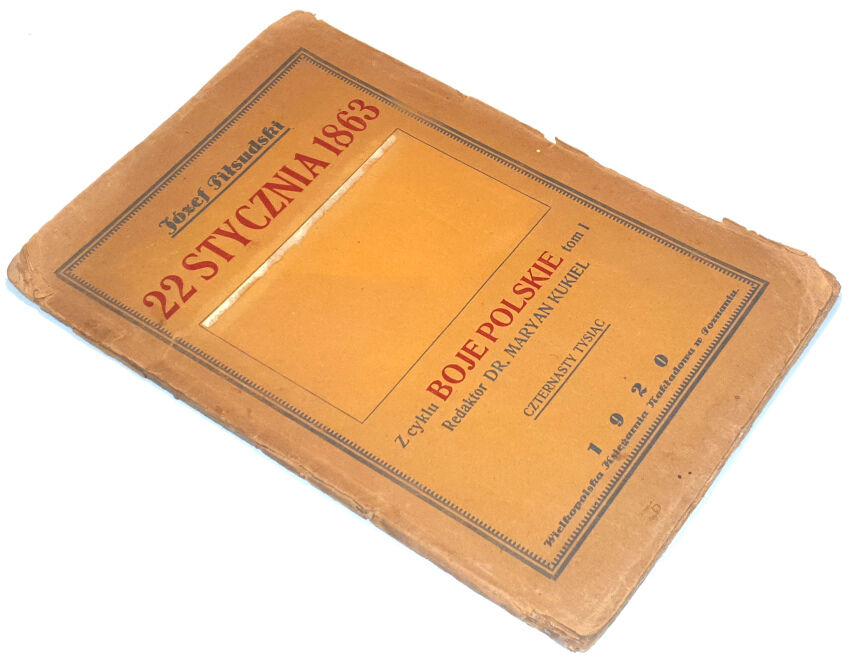 Józef Piłsudski
22 STYCZNIA 1863
Z cyklu BOJE POLSKIE tom I
Redaktor DR. MARYAN KUKIEL
CZTERNASTY TYSIĄC
1920
Wielkopolska Księgarnia Nakładowa w Poznaniu.